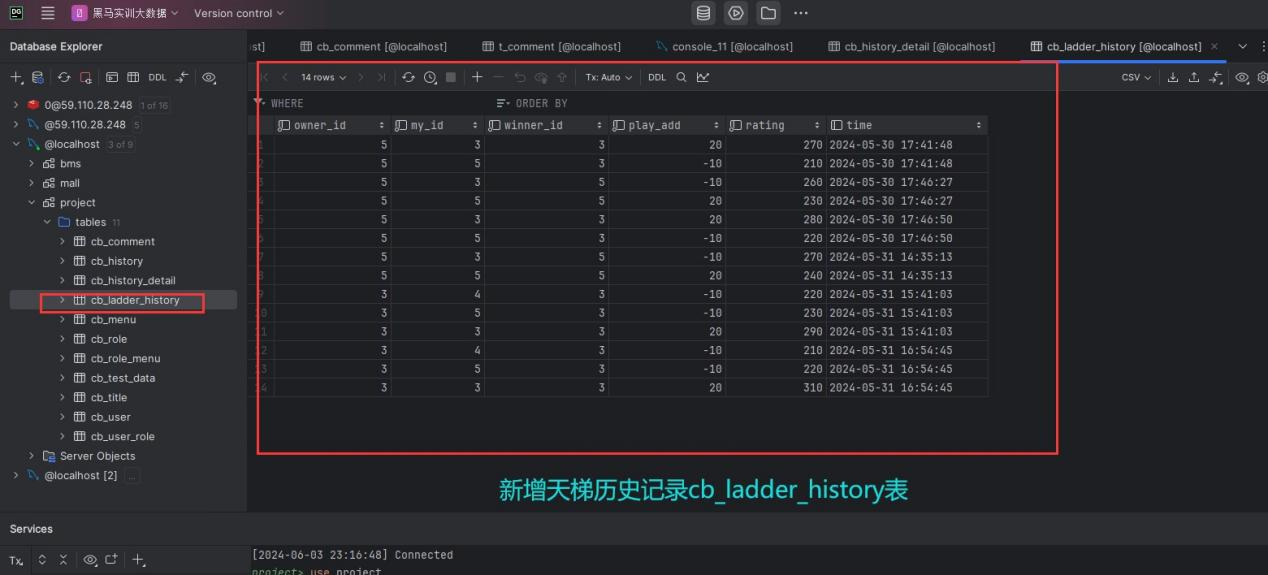 DG 黑马实训大数据 Version control
Database Explorer
st] cb_comment [@localhost] t_comment [@localhost] console_11 [@localhost] cb_history_detail [@localhost] cb_ladder_history [@localhost]
DDL 14 rows Tx: Auto DDL CSV
WHERE ORDER BY
owner_id my_id winner_id play_add rating time
1 5 3 3 20 270 2024-05-30 17:41:48
2 5 5 3 -10 210 2024-05-30 17:41:48
3 5 3 5 -10 260 2024-05-30 17:46:27
4 5 5 5 20 230 2024-05-30 17:46:27
5 5 3 3 20 280 2024-05-30 17:46:50
6 5 5 3 -10 220 2024-05-30 17:46:50
7 5 3 5 -10 270 2024-05-31 14:35:13
8 5 5 5 20 240 2024-05-31 14:35:13
9 3 4 3 -10 220 2024-05-31 15:41:03
10 3 5 3 -10 230 2024-05-31 15:41:03
11 3 3 3 20 290 2024-05-31 15:41:03
12 3 4 3 -10 210 2024-05-31 16:54:45
13 3 5 3 -10 220 2024-05-31 16:54:45
14 3 3 3 20 310 2024-05-31 16:54:45
0@59.110.28.248 1 of 16
@59.110.28.248 5
@localhost 3 of 9
bms
mall
project
tables 11
cb_comment
cb_history
cb_history_detail
cb_ladder_history
cb_menu
cb_role
cb_role_menu
cb_test_data
cb_title
cb_user
cb_user_role
Server Objects
@localhost [2] ...
新增天梯历史记录cb_ladder_history表
Services
Tx
[2024-06-03 23:16:48] Connected
project> use project